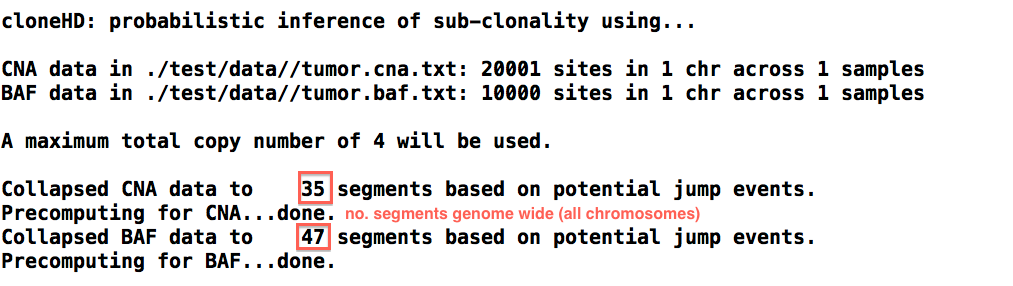 cloneHD: probabilistic inference of sub-clonality using...
CNA data in ./test/data//tumor.cna.txt: 20001 sites in 1 chr across 1 samples
BAF data in ./test/data//tumor.baf.txt: 10000 sites in 1 chr across 1 samples
A maximum total copy number of 4 will be used.
Collapsed CNA data to 35 segments based on potential jump events.
Precomputing for CNA...done. no. segments genome wide (all chromosomes)
Collapsed BAF data to 47 segments based on potential jump events.
Precomputing for BAF...done.